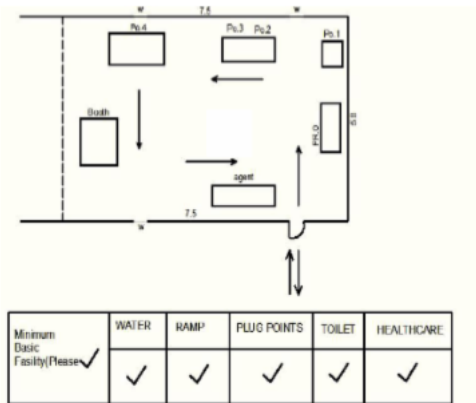 w 7.5 w
Po.4 Po.3 Po.2 Po.1
Booth
PR.O
agent
7.5
w
Minimum
Basic
Fasility(Please
WATER RAMP PLUG POINTS TOILET HEALTHCARE